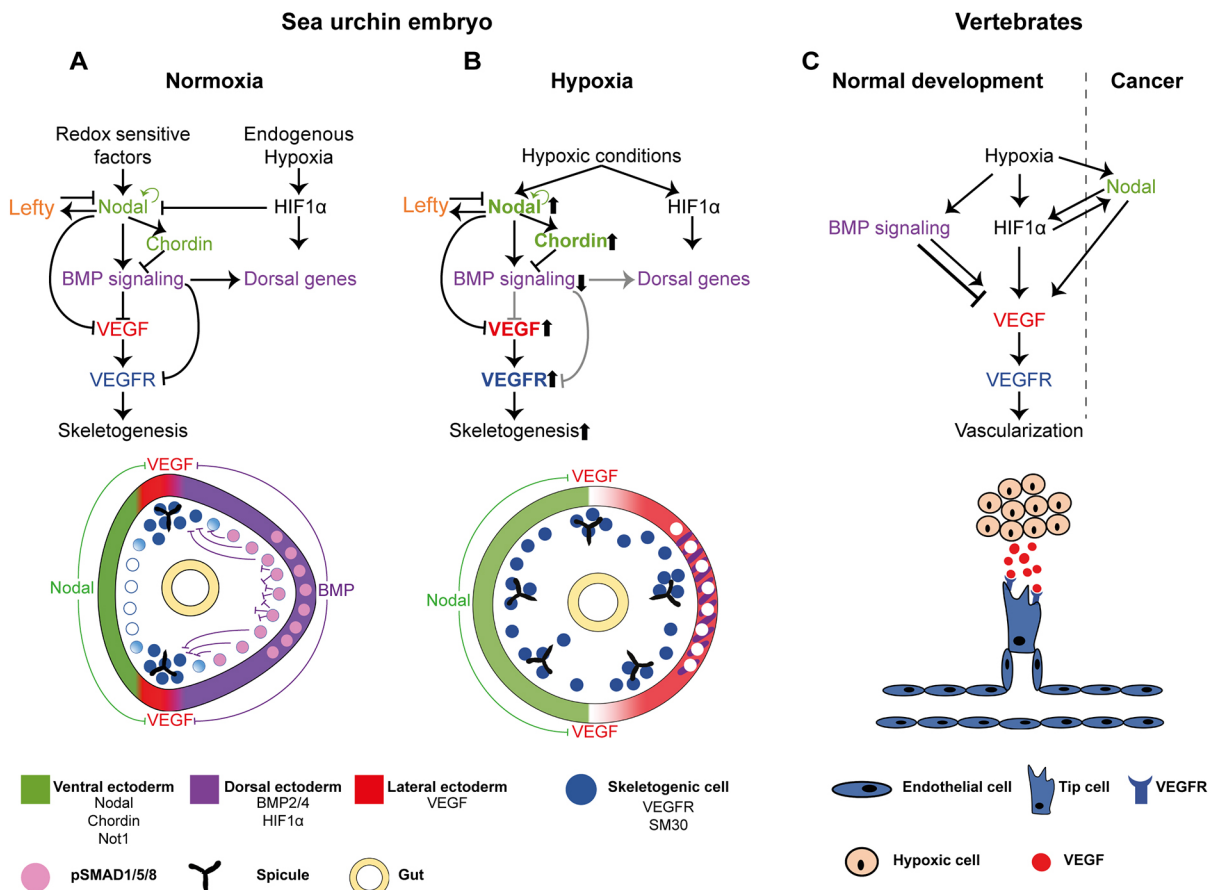 Sea urchin embryo
Vertebrates
A
Normoxia
Redox sensitive
factors
Endogenous
Hypoxia
Lefty
Nodal
HIF1α
Chordin
BMP signaling
Dorsal genes
VEGF
VEGFR
Skeletogenesis
VEGF
Nodal
BMP
VEGF
B
Hypoxia
Hypoxic conditions
Lefty
Nodal
HIF1α
Chordin
BMP signaling
Dorsal genes
VEGF
VEGFR
Skeletogenesis
VEGF
Nodal
VEGF
C
Normal development
Cancer
Hypoxia
Nodal
BMP signaling
HIF1α
VEGF
VEGFR
Vascularization
Ventral ectoderm
Nodal
Chordin
Not1
Dorsal ectoderm
BMP2/4
HIF1α
Lateral ectoderm
VEGF
Skeletogenic cell
VEGFR
SM30
pSMAD1/5/8
Spicule
Gut
Endothelial cell
Tip cell
VEGFR
Hypoxic cell
VEGF